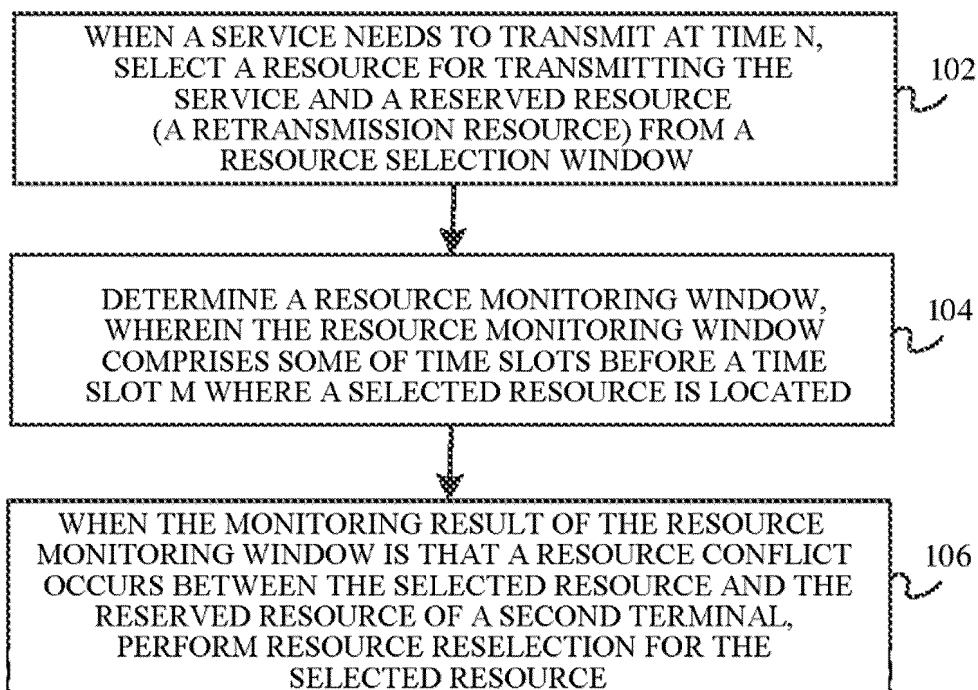 WHEN A SERVICE NEEDS TO TRANSMIT AT TIME N,
SELECT A RESOURCE FOR TRANSMITTING THE
SERVICE AND A RESERVED RESOURCE
(A RETRANSMISSION RESOURCE) FROM A
RESOURCE SELECTION WINDOW
102
DETERMINE A RESOURCE MONITORING WINDOW,
WHEREIN THE RESOURCE MONITORING WINDOW
COMPRISES SOME OF TIME SLOTS BEFORE A TIME
SLOT M WHERE A SELECTED RESOURCE IS LOCATED
104
WHEN THE MONITORING RESULT OF THE RESOURCE
MONITORING WINDOW IS THAT A RESOURCE CONFLICT
OCCURS BETWEEN THE SELECTED RESOURCE AND THE
RESERVED RESOURCE OF A SECOND TERMINAL,
PERFORM RESOURCE RESELECTION FOR THE
SELECTED RESOURCE
106